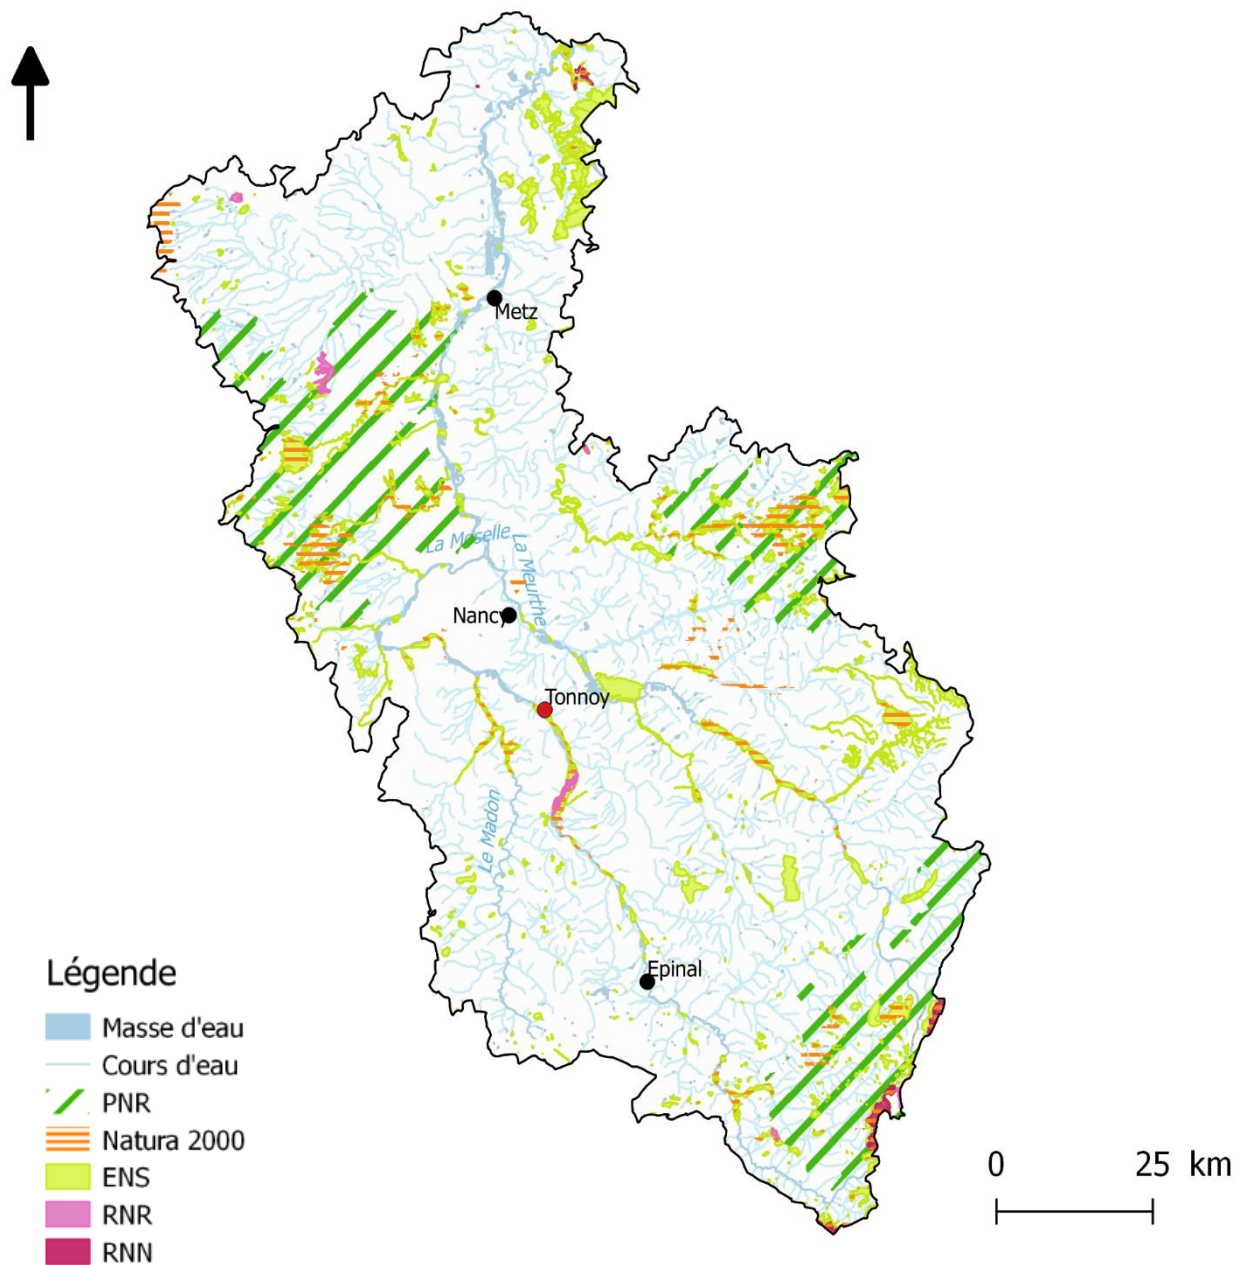 Metz
La Moselle
La Meurthe
Nancy
Tonnoy
Le Madon
Epinal
Légende
Masse d'eau
Cours d'eau
PNR
Natura 2000
ENS
RNR
RNN
0 25 km